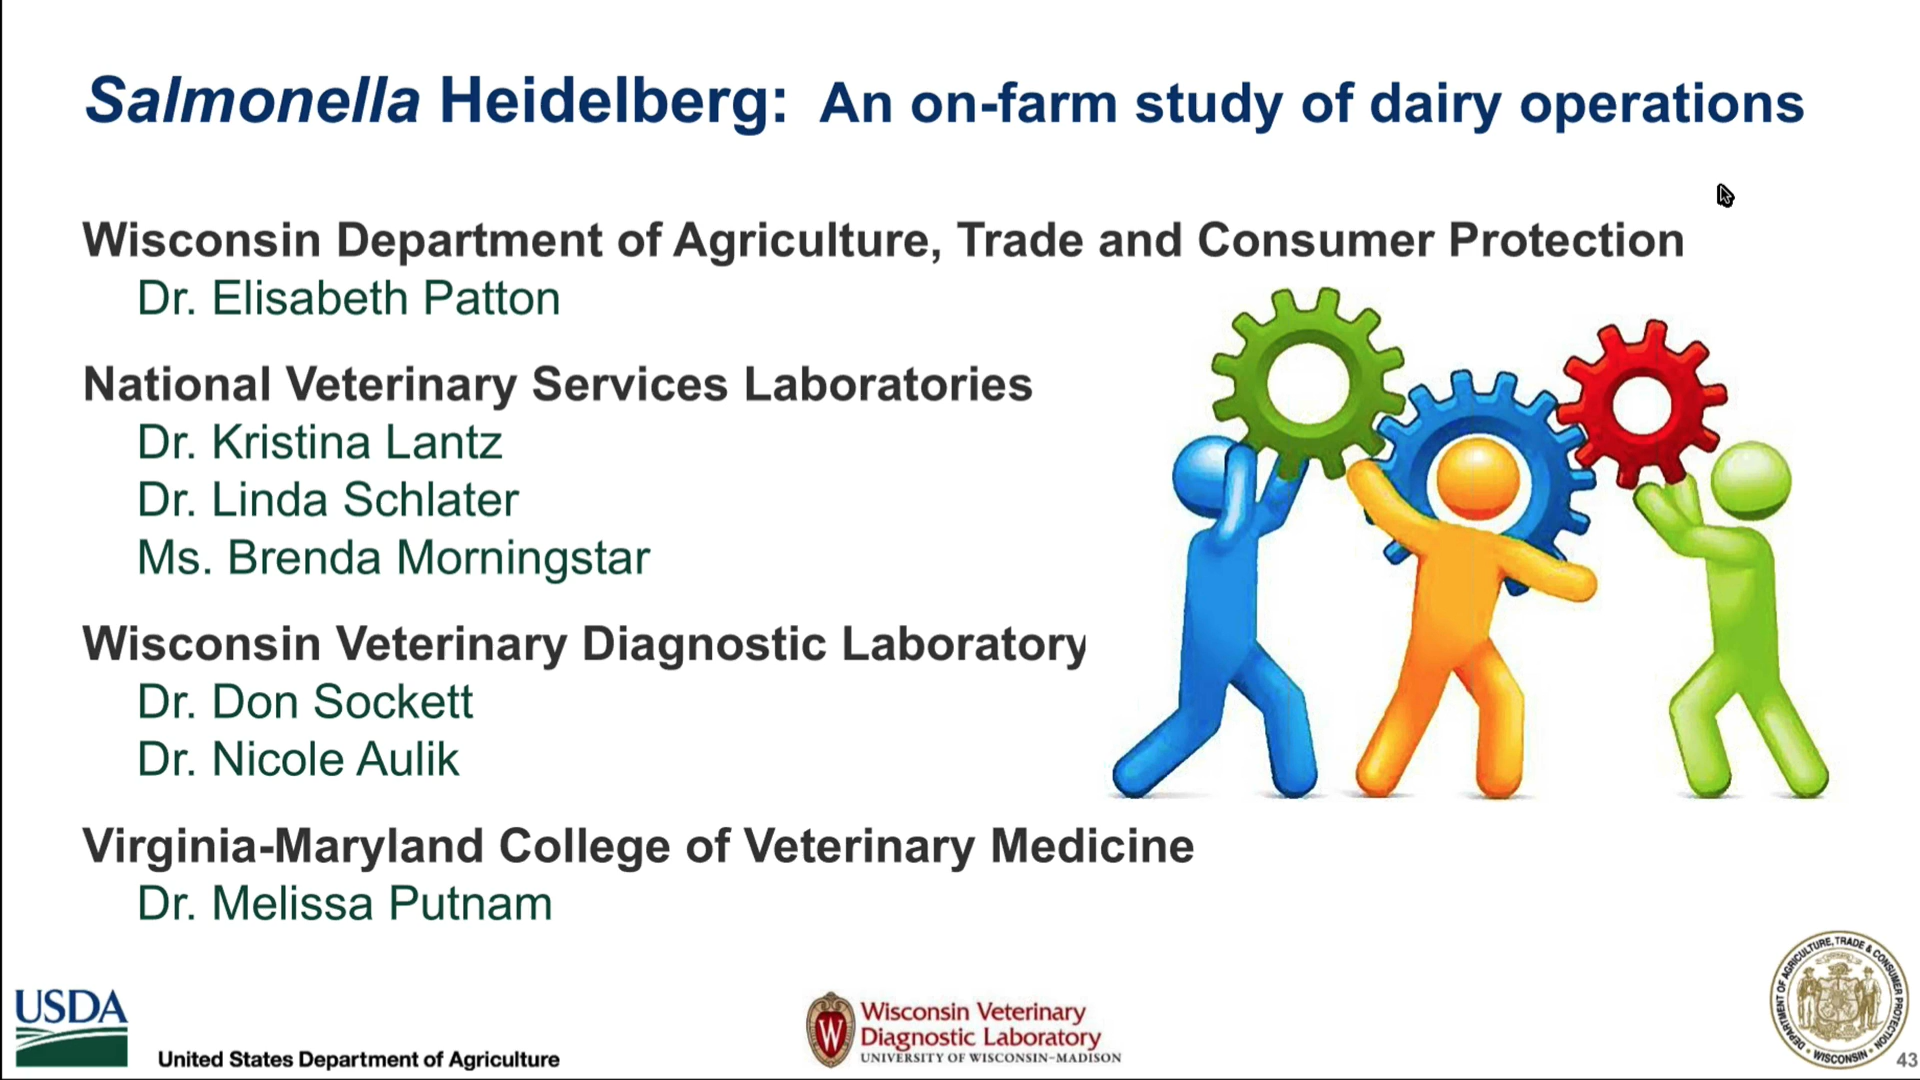 Salmonella Heidelberg: An on-farm study of dairy operations
Wisconsin Department of Agriculture, Trade and Consumer Protection
Dr. Elisabeth Patton
National Veterinary Services Laboratories
Dr. Kristina Lantz
Dr. Linda Schlater
Ms. Brenda Morningstar
Wisconsin Veterinary Diagnostic Laboratory
Dr. Don Sockett
Dr. Nicole Aulik
Virginia-Maryland College of Veterinary Medicine
Dr. Melissa Putnam
USDA
United States Department of Agriculture
W
Wisconsin Veterinary
Diagnostic Laboratory
UNIVERSITY OF WISCONSIN-MADISON
DEPARTMENT OF AGRICULTURE, TRADE & CONSUMER PROTECTION
• WISCONSIN •
43